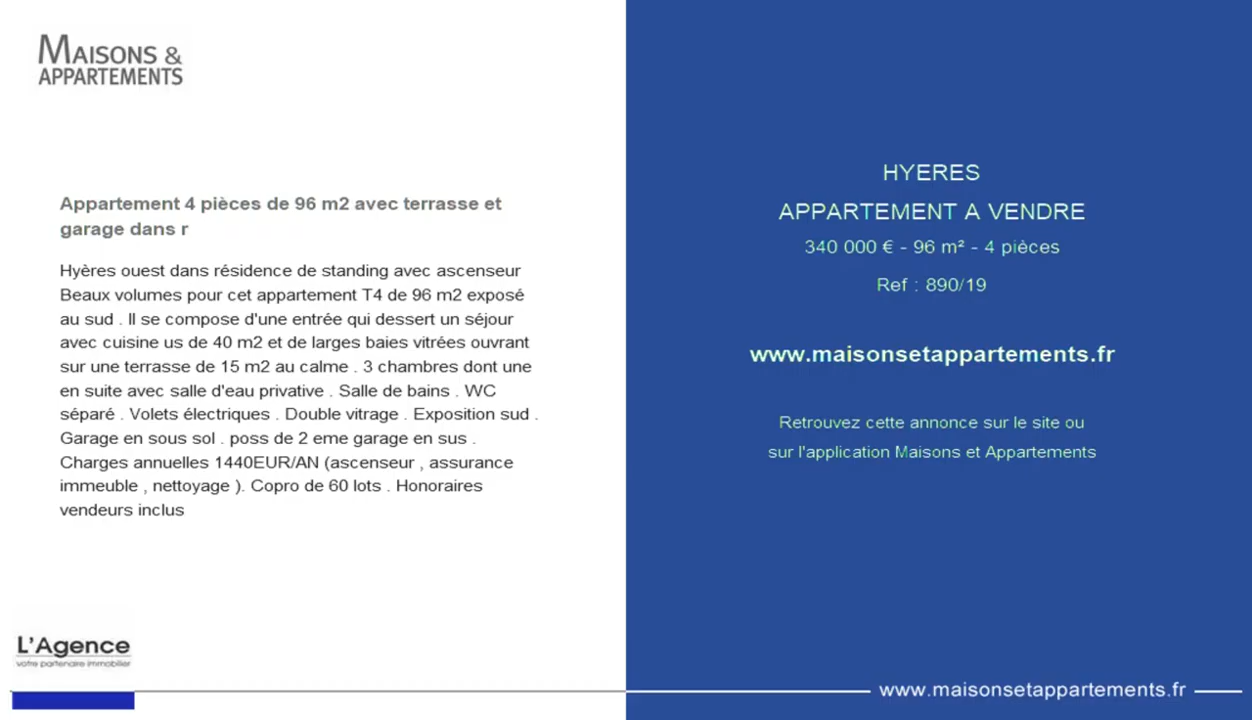 MAISONS &
APPARTEMENTS
Appartement 4 pièces de 96 m2 avec terrasse et
garage dans r
Hyères ouest dans résidence de standing avec ascenseur
Beaux volumes pour cet appartement T4 de 96 m2 exposé
au sud . Il se compose d'une entrée qui dessert un séjour
avec cuisine us de 40 m2 et de larges baies vitrées ouvrant
sur une terrasse de 15 m2 au calme . 3 chambres dont une
en suite avec salle d'eau privative . Salle de bains . WC
séparé . Volets électriques . Double vitrage . Exposition sud .
Garage en sous sol . poss de 2 eme garage en sus .
Charges annuelles 1440EUR/AN (ascenseur , assurance
immeuble , nettoyage ). Copro de 60 lots . Honoraires
vendeurs inclus
L'Agence
votre partenaire immobilier
HYERES
APPARTEMENT A VENDRE
340 000 € - 96 m² - 4 pièces
Ref : 890/19
www.maisonsetappartements.fr
Retrouvez cette annonce sur le site ou
sur l'application Maisons et Appartements
www.maisonsetappartements.fr